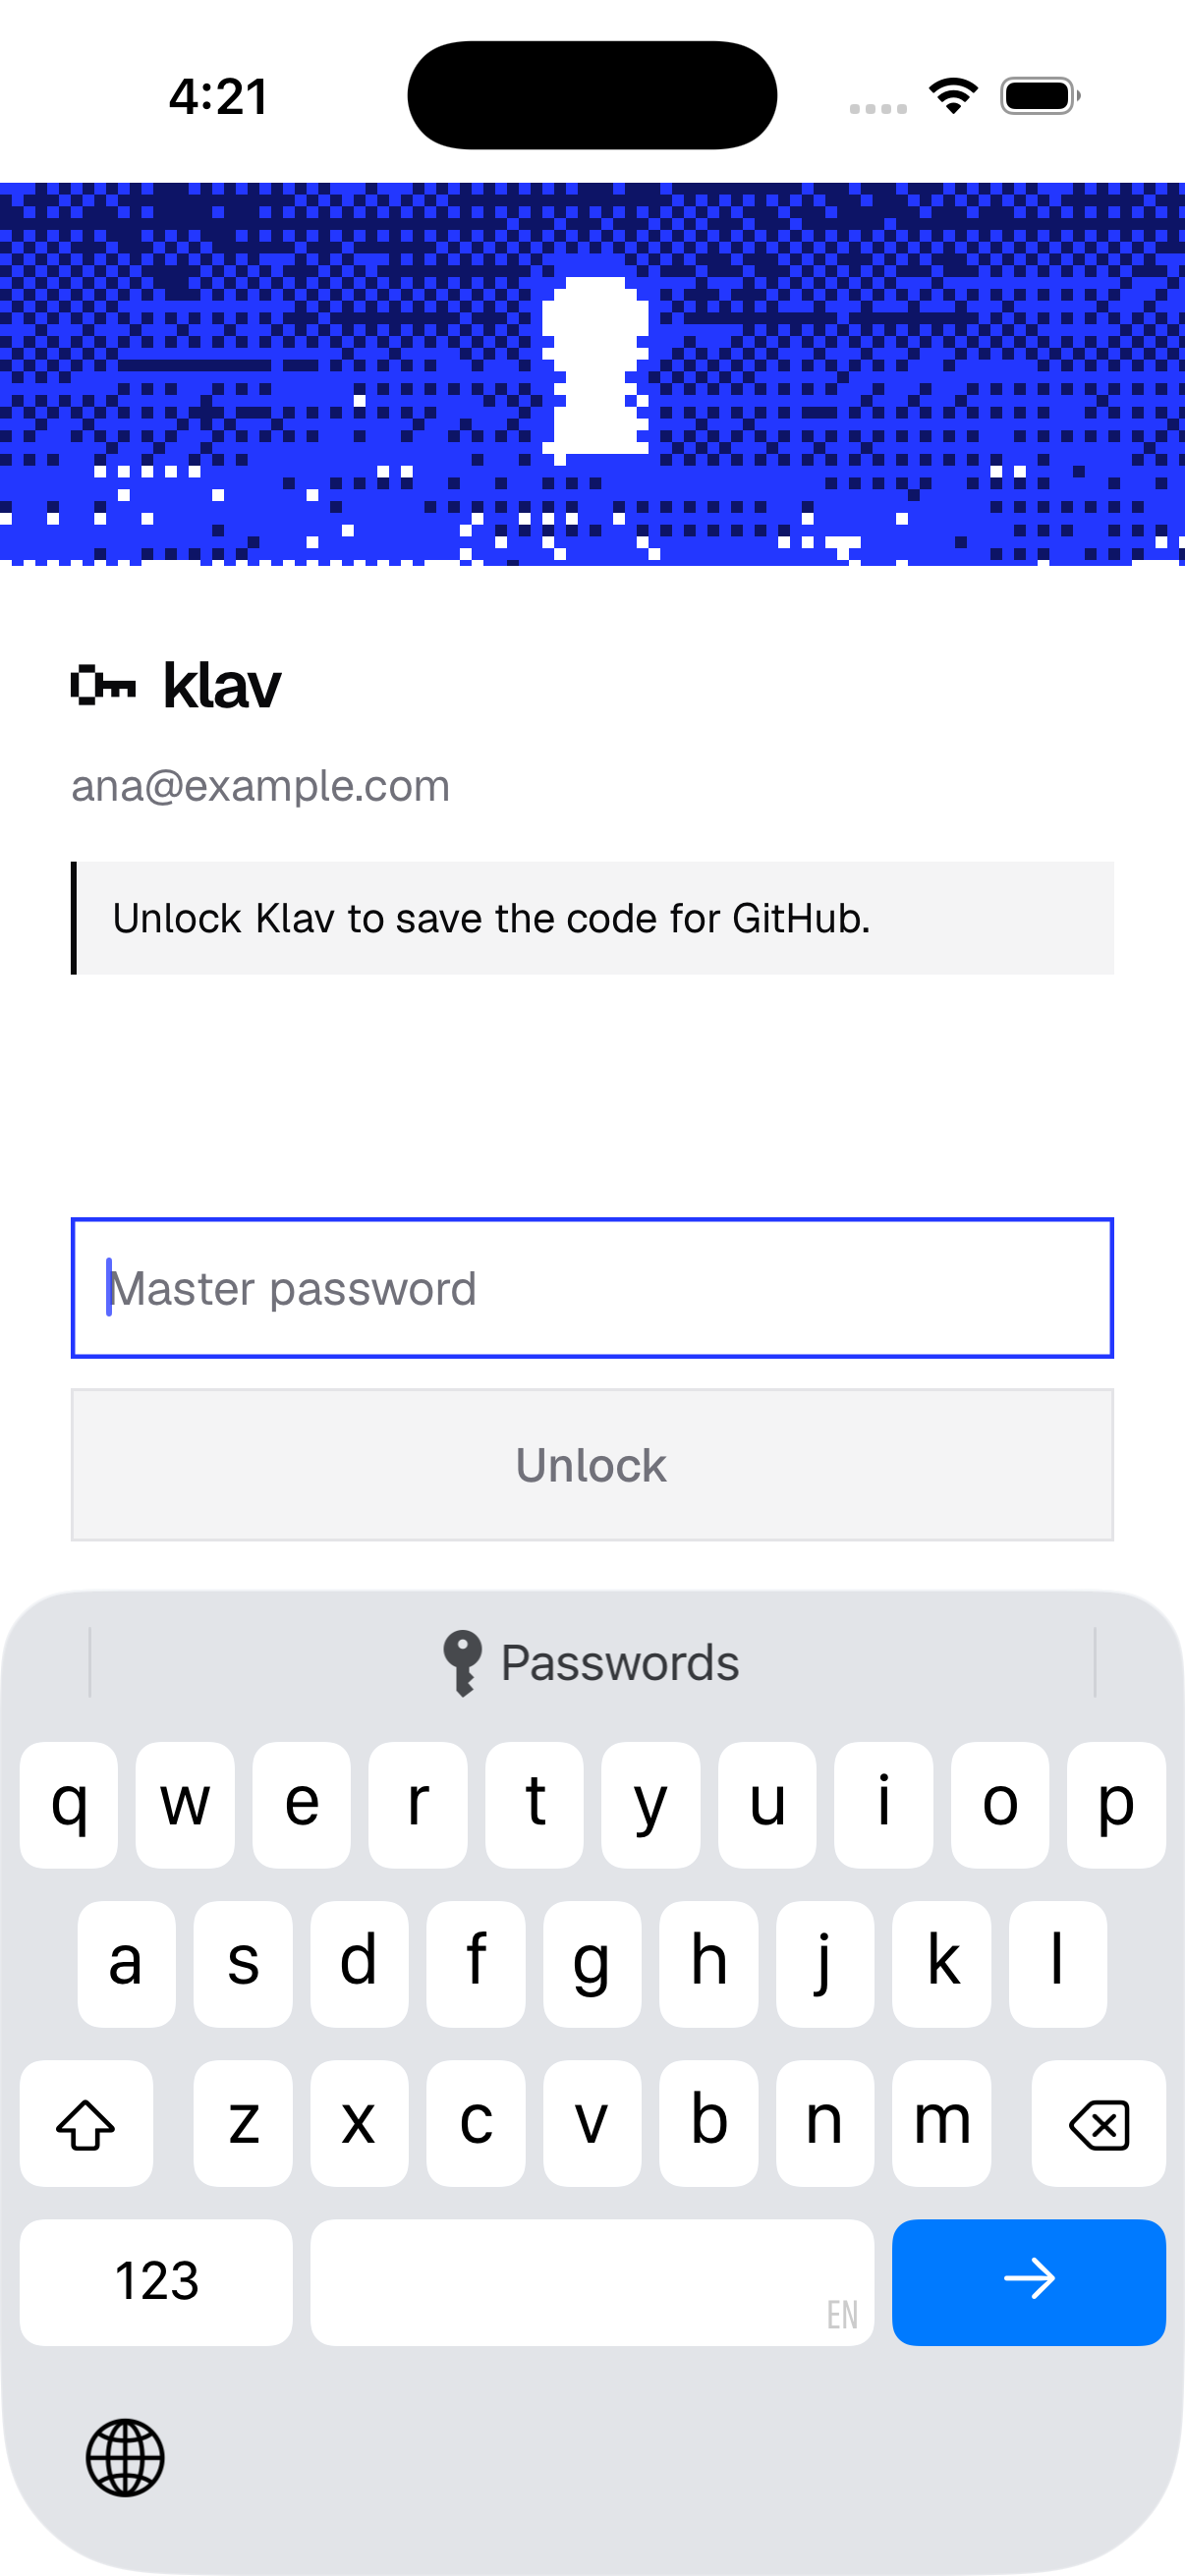 4:21
klav
ana@example.com
Unlock Klav to save the code for GitHub.
Master password
Unlock
Passwords
q w e r t y u i o p
a s d f g h j k l
z x c v b n m
123
EN